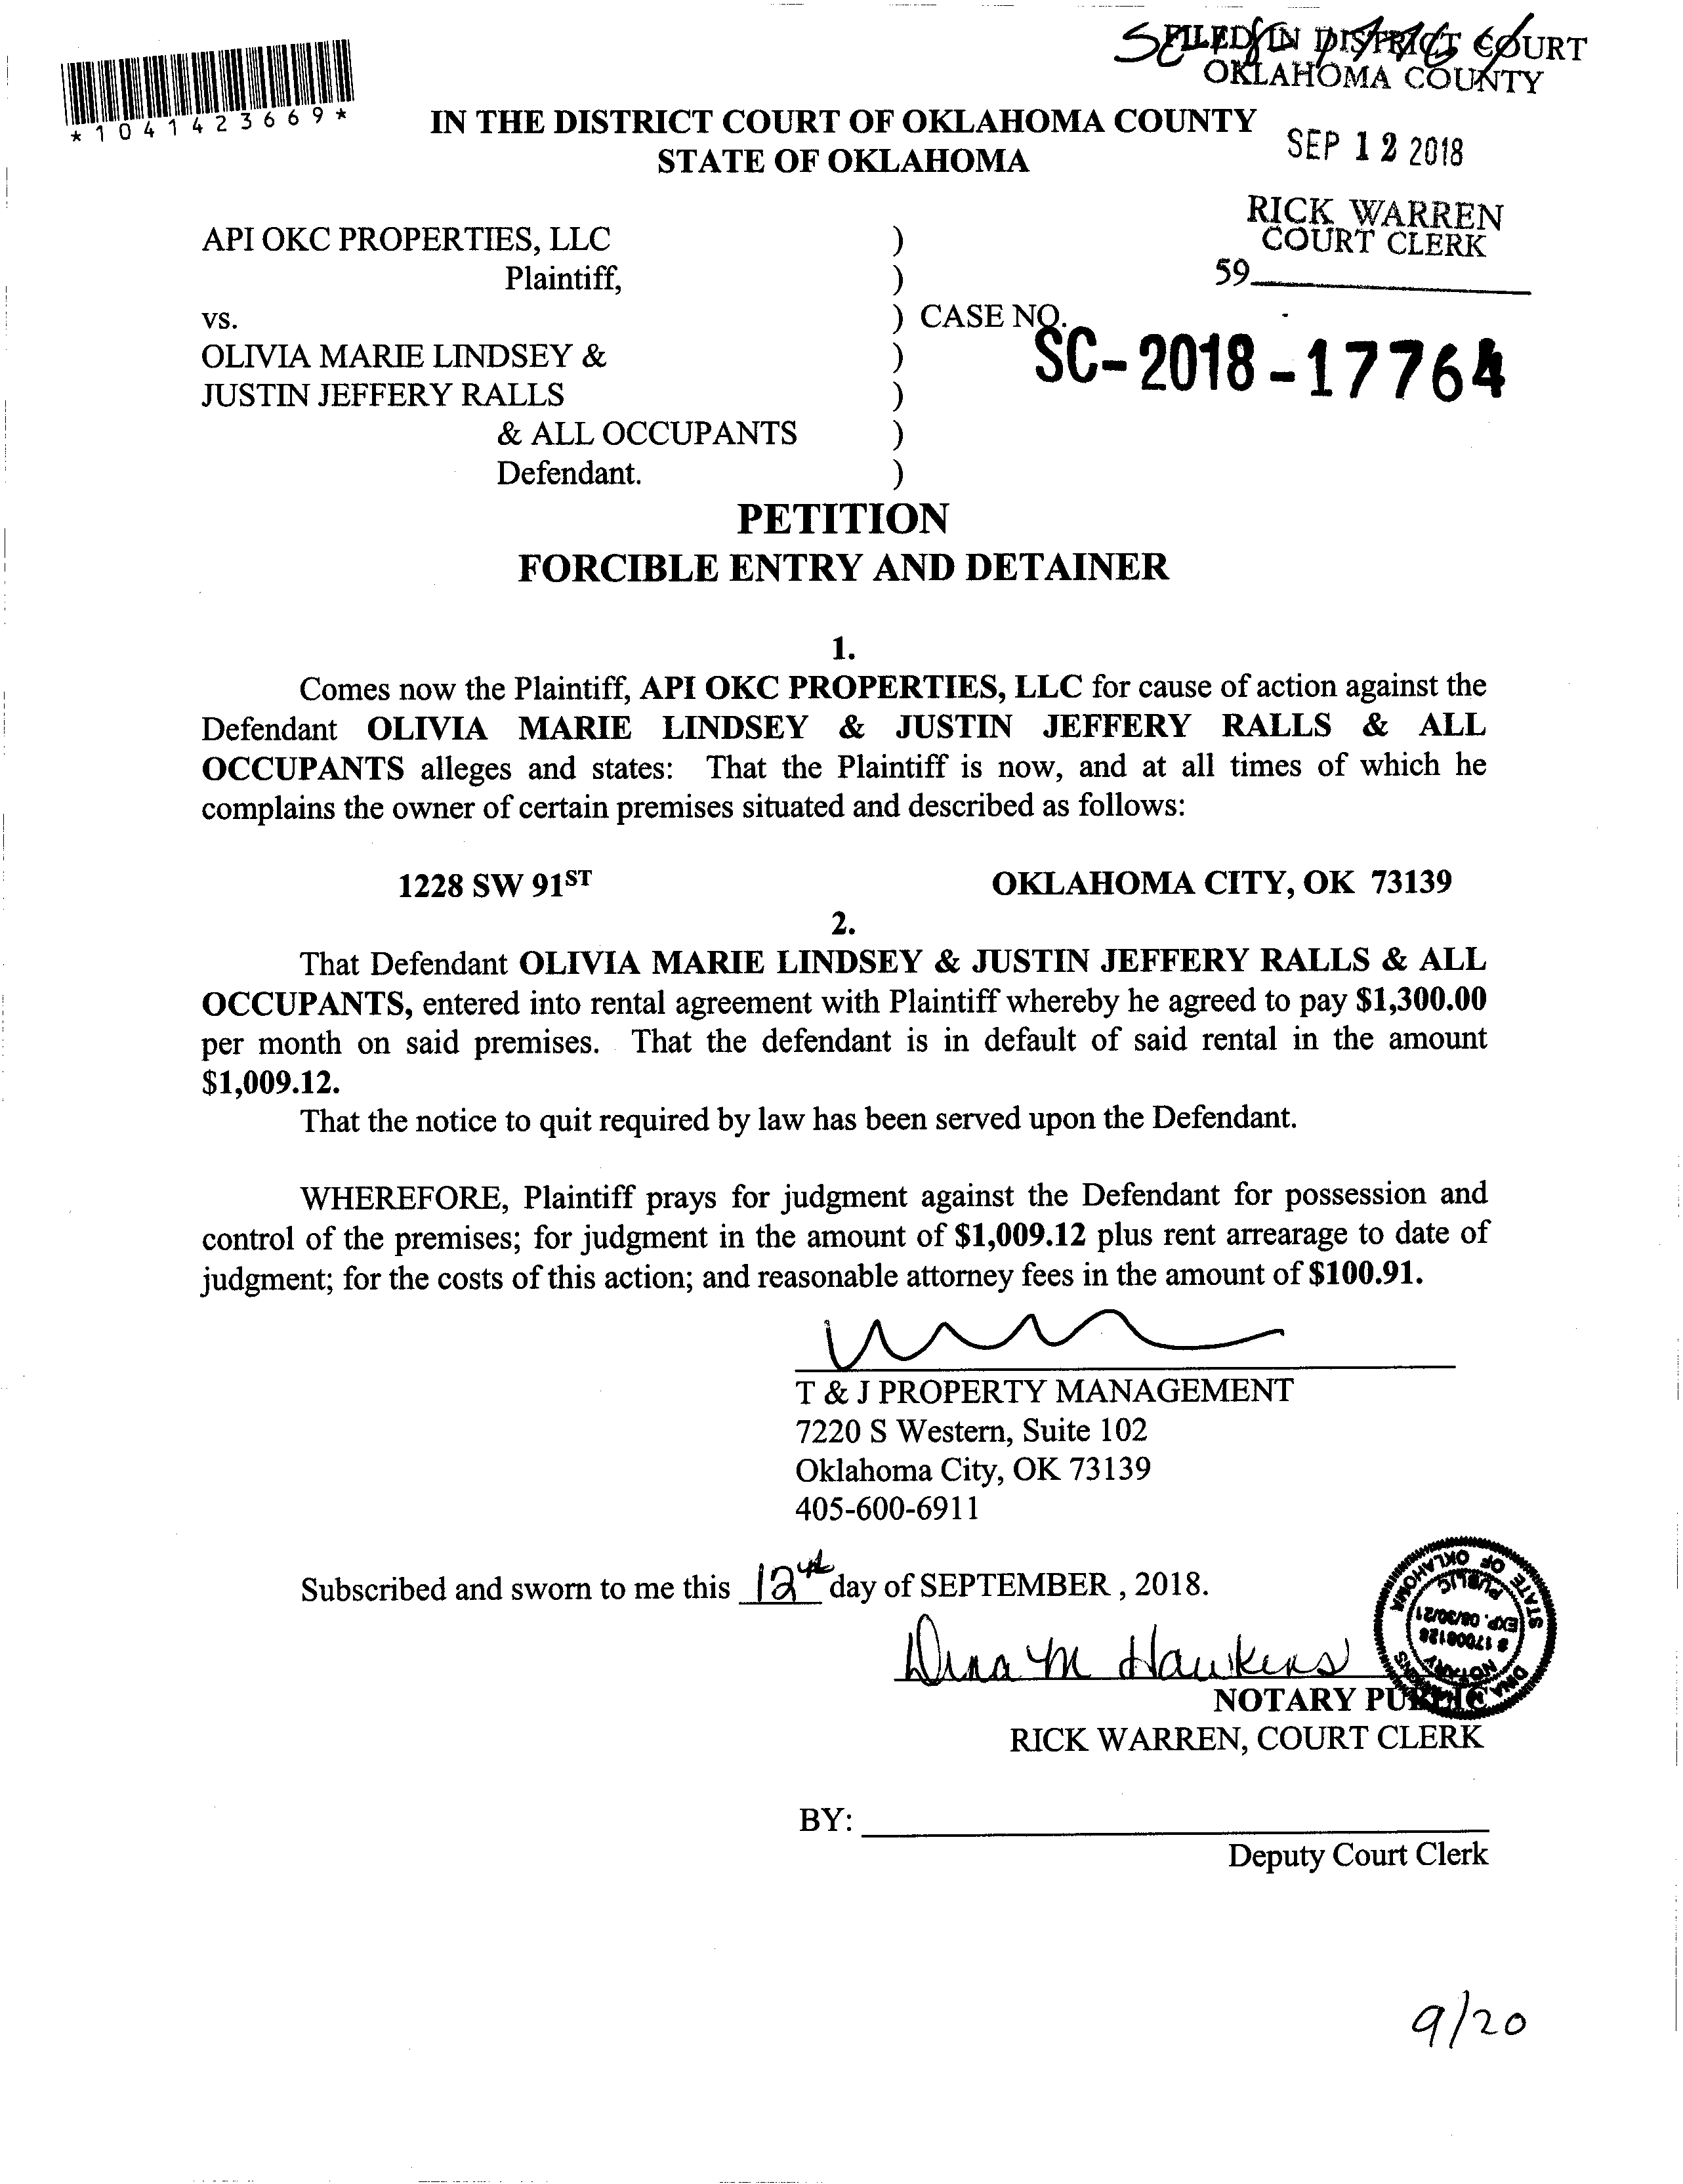 FILED IN DISTRICT COURT
OKLAHOMA COUNTY
*1041423669*
IN THE DISTRICT COURT OF OKLAHOMA COUNTY
STATE OF OKLAHOMA
SEP 12 2018
RICK WARREN
COURT CLERK
59
API OKC PROPERTIES, LLC )
Plaintiff, )
vs. ) CASE NO.
SC-2018-17764
OLIVIA MARIE LINDSEY & )
JUSTIN JEFFERY RALLS )
& ALL OCCUPANTS )
Defendant. )
PETITION
FORCIBLE ENTRY AND DETAINER
1.
Comes now the Plaintiff, API OKC PROPERTIES, LLC for cause of action against the
Defendant OLIVIA MARIE LINDSEY & JUSTIN JEFFERY RALLS & ALL
OCCUPANTS alleges and states: That the Plaintiff is now, and at all times of which he
complains the owner of certain premises situated and described as follows:
1228 SW 91ST OKLAHOMA CITY, OK 73139
2.
That Defendant OLIVIA MARIE LINDSEY & JUSTIN JEFFERY RALLS & ALL
OCCUPANTS, entered into rental agreement with Plaintiff whereby he agreed to pay $1,300.00
per month on said premises. That the defendant is in default of said rental in the amount
$1,009.12.
That the notice to quit required by law has been served upon the Defendant.
WHEREFORE, Plaintiff prays for judgment against the Defendant for possession and
control of the premises; for judgment in the amount of $1,009.12 plus rent arrearage to date of
judgment; for the costs of this action; and reasonable attorney fees in the amount of $100.91.
T & J PROPERTY MANAGEMENT
7220 S Western, Suite 102
Oklahoma City, OK 73139
405-600-6911
Subscribed and sworn to me this 12th day of SEPTEMBER , 2018.
Dina M Hawkins
NOTARY PUBLIC
STATE OF OKLAHOMA
PUBLIC
EXP. 08/30/21
# 17008126
NOTARY
RICK WARREN, COURT CLERK
BY:
Deputy Court Clerk
9/20